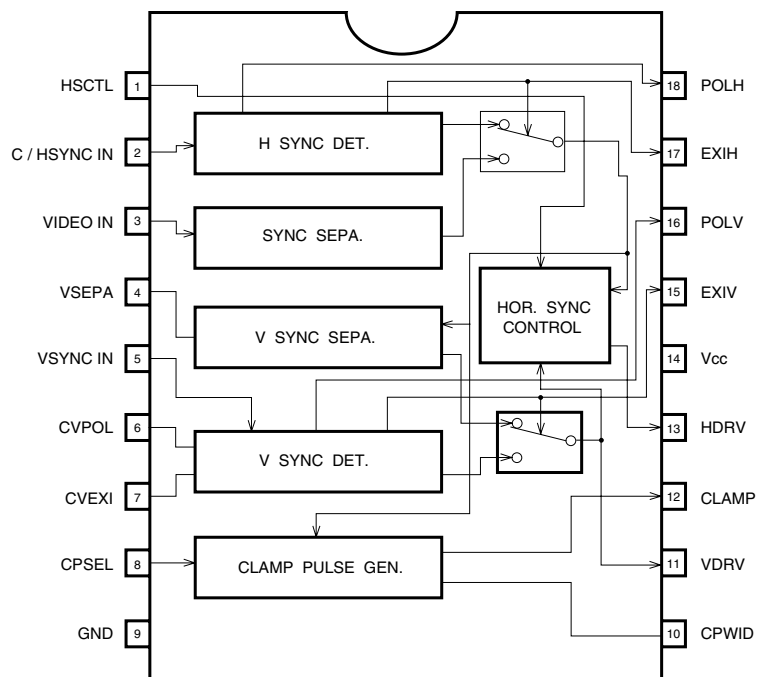 HSCTL 1
18 POLH
C / HSYNC IN 2
H SYNC DET.
17 EXIH
VIDEO IN 3
SYNC SEPA.
16 POLV
VSEPA 4
V SYNC SEPA.
HOR. SYNC
CONTROL
15 EXIV
VSYNC IN 5
14 Vcc
CVPOL 6
V SYNC DET.
13 HDRV
CVEXI 7
12 CLAMP
CPSEL 8
CLAMP PULSE GEN.
11 VDRV
GND 9
10 CPWID